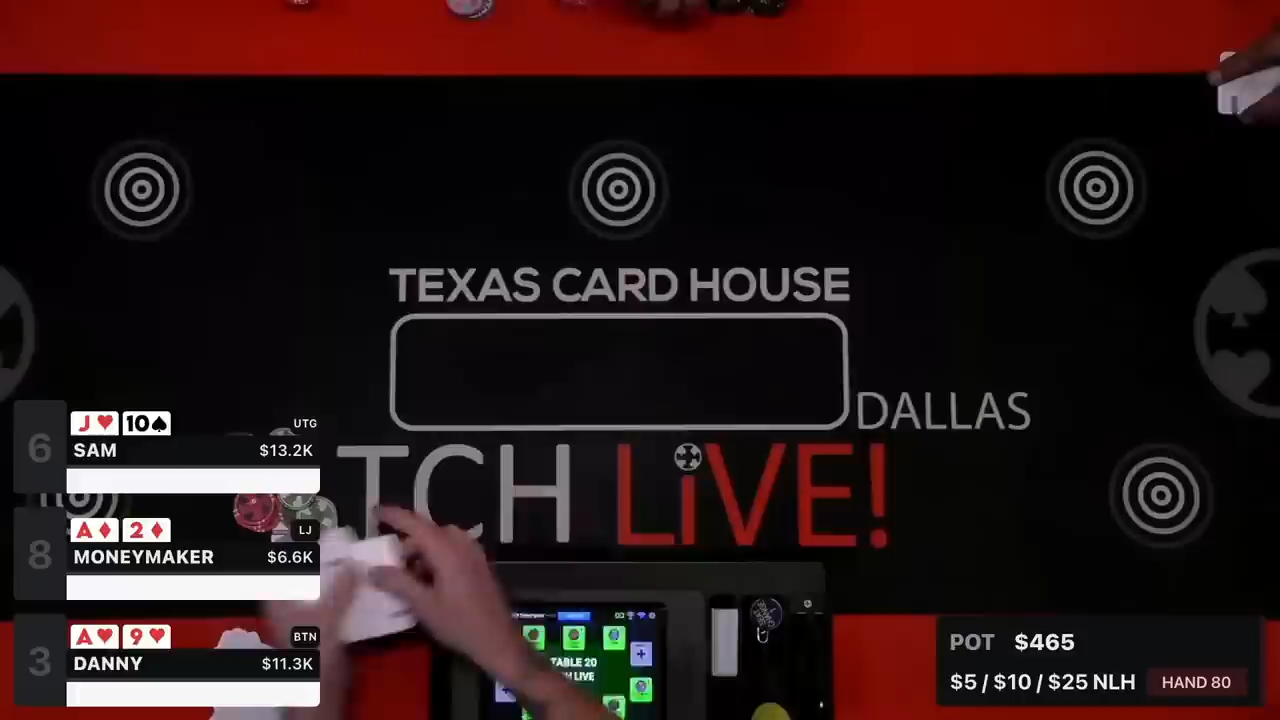 TEXAS CARD HOUSE
DALLAS
TCH LiVE!
6
J♥ 10♠
UTG
SAM $13.2K
8
A♦ 2♦
LJ
MONEYMAKER $6.6K
3
A♥ 9♥
BTN
DANNY $11.3K
TABLE 20
H LIVE
POT $465
$5 / $10 / $25 NLH HAND 80